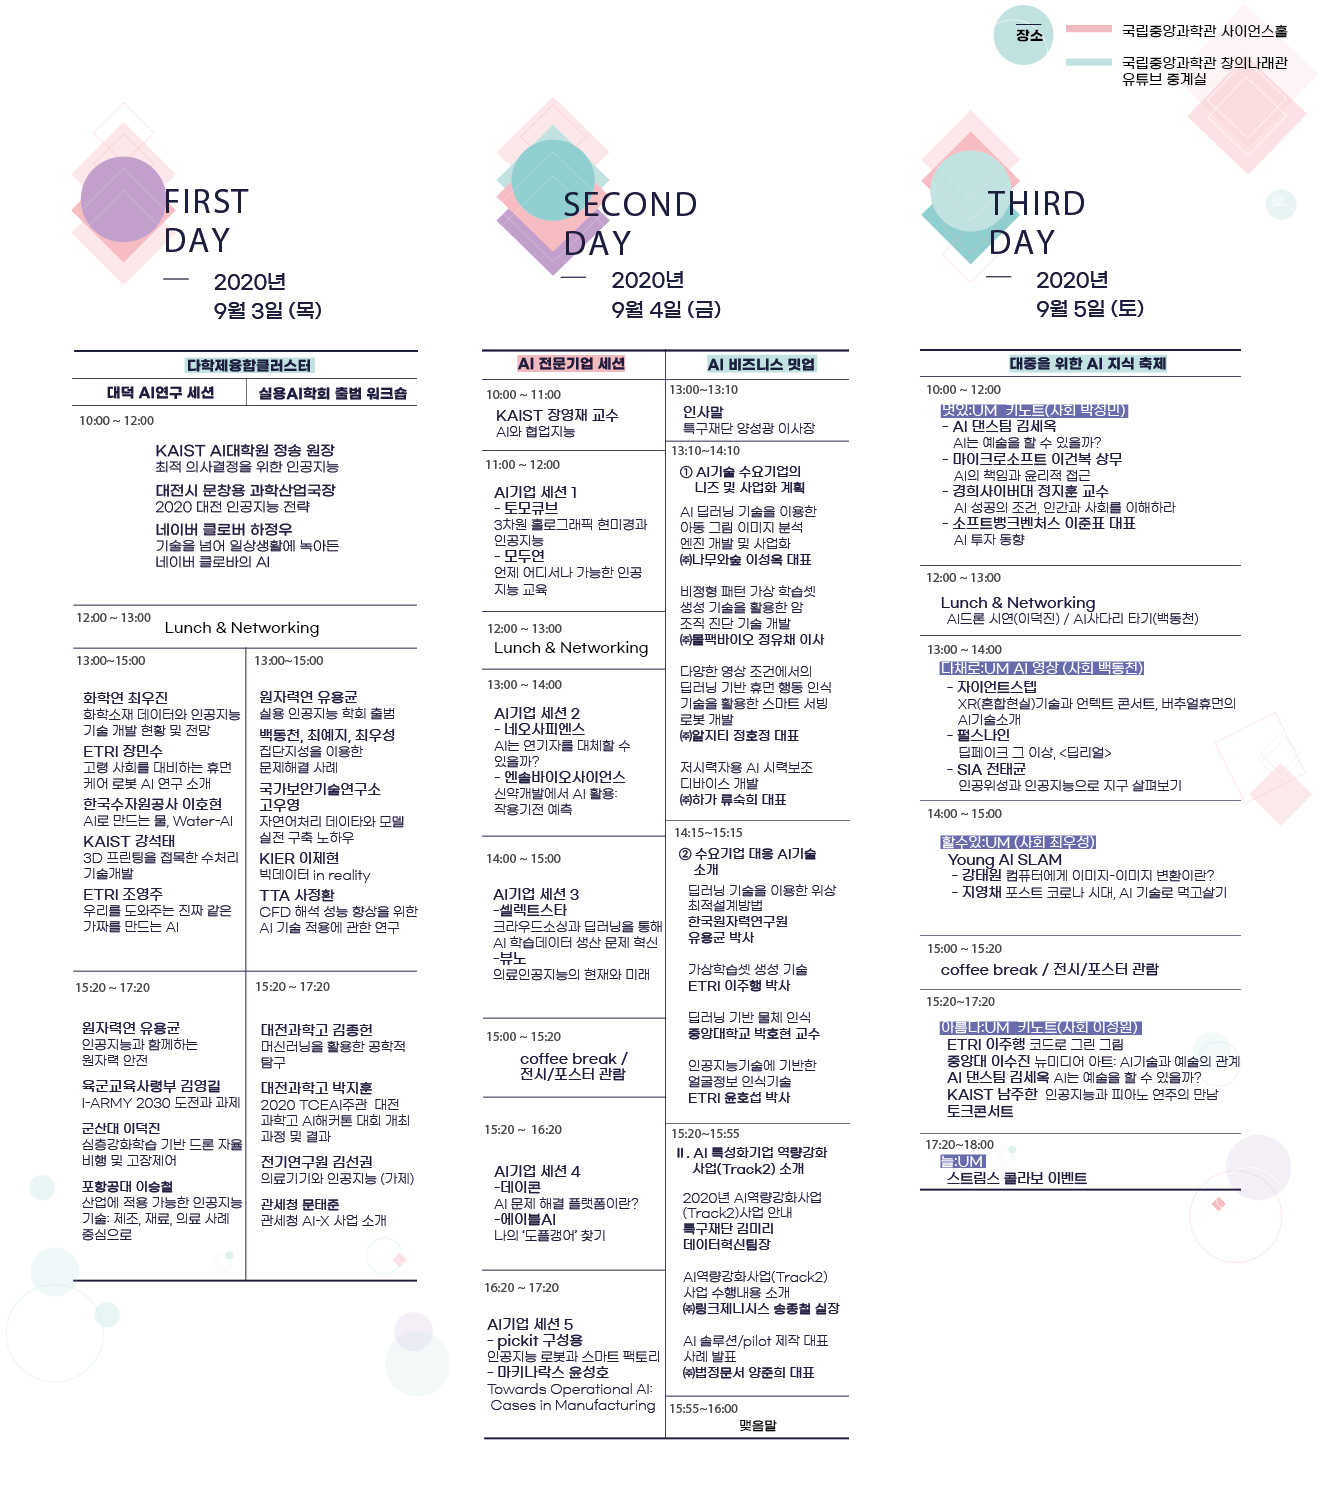 장소
국립중앙과학관 사이언스홀
국립중앙과학관 창의나래관
유튜브 중계실
FIRST
DAY
2020년
9월 3일 (목)
다학제융합클러스터
대덕 AI연구 세션
실용AI학회 출범 워크숍
10:00 ~ 12:00
KAIST AI대학원 정송 원장
최적 의사결정을 위한 인공지능
대전시 문창용 과학산업국장
2020 대전 인공지능 전략
네이버 클로버 하정우
기술을 넘어 일상생활에 녹아든
네이버 클로바의 AI
12:00 ~ 13:00
Lunch & Networking
13:00~15:00
화학연 최우진
화학소재 데이터와 인공지능
기술 개발 현황 및 전망
ETRI 장민수
고령 사회를 대비하는 휴먼
케어 로봇 AI 연구 소개
한국수자원공사 이호현
AI로 만드는 물, Water-AI
KAIST 강석태
3D 프린팅을 접목한 수처리
기술개발
ETRI 조영주
우리를 도와주는 진짜 같은
가짜를 만드는 AI
13:00~15:00
원자력연 유용균
실용 인공지능 학회 출범
백동천, 최예지, 최우성
집단지성을 이용한
문제해결 사례
국가보안기술연구소
고우영
자연어처리 데이타와 모델
실전 구축 노하우
KIER 이제현
빅데이터 in reality
TTA 사정환
CFD 해석 성능 향상을 위한
AI 기술 적용에 관한 연구
15:20 ~ 17:20
원자력연 유용균
인공지능과 함께하는
원자력 안전
육군교육사령부 김영길
I-ARMY 2030 도전과 과제
군산대 이덕진
심층강화학습 기반 드론 자율
비행 및 고장제어
포항공대 이승철
산업에 적용 가능한 인공지능
기술: 제조, 재료, 의료 사례
중심으로
15:20 ~ 17:20
대전과학고 김종헌
머신러닝을 활용한 공학적
탐구
대전과학고 박지훈
2020 TCEAI주관 대전
과학고 AI해커톤 대회 개최
과정 및 결과
전기연구원 김선권
의료기기와 인공지능 (가제)
관세청 문태준
관세청 AI-X 사업 소개
SECOND
DAY
2020년
9월 4일 (금)
AI 전문기업 세션
10:00 ~ 11:00
KAIST 장영재 교수
AI와 협업지능
11:00 ~ 12:00
AI기업 세션 1
- 토모큐브
3차원 홀로그래픽 현미경과
인공지능
- 모두연
언제 어디서나 가능한 인공
지능 교육
12:00 ~ 13:00
Lunch & Networking
13:00 ~ 14:00
AI기업 세션 2
- 네오사피엔스
AI는 연기자를 대체할 수
있을까?
- 엔솔바이오사이언스
신약개발에서 AI 활용:
작용기전 예측
14:00 ~ 15:00
AI기업 세션 3
-셀렉트스타
크라우드소싱과 딥러닝을 통해
AI 학습데이터 생산 문제 혁신
-뷰노
의료인공지능의 현재와 미래
15:00 ~ 15:20
coffee break /
전시/포스터 관람
15:20 ~ 16:20
AI기업 세션 4
-데이콘
AI 문제 해결 플랫폼이란?
-에이블AI
나의 '도플갱어' 찾기
16:20 ~ 17:20
AI기업 세션 5
- pickit 구성용
인공지능 로봇과 스마트 팩토리
- 마키나락스 윤성호
Towards Operational AI:
Cases in Manufacturing
AI 비즈니스 밋업
13:00~13:10
인사말
특구재단 양성광 이사장
13:10~14:10
① AI기술 수요기업의
니즈 및 사업화 계획
AI 딥러닝 기술을 이용한
아동 그림 이미지 분석
엔진 개발 및 사업화
㈜나무와숲 이성옥 대표
비정형 패턴 가상 학습셋
생성 기술을 활용한 암
조직 진단 기술 개발
㈜몰팩바이오 정유채 이사
다양한 영상 조건에서의
딥러닝 기반 휴먼 행동 인식
기술을 활용한 스마트 서빙
로봇 개발
㈜알지티 정호정 대표
저시력자용 AI 시력보조
디바이스 개발
㈜하가 류숙희 대표
14:15~15:15
② 수요기업 대응 AI기술
소개
딥러닝 기술을 이용한 위상
최적설계방법
한국원자력연구원
유용균 박사
가상학습셋 생성 기술
ETRI 이주행 박사
딥러닝 기반 물체 인식
중앙대학교 박호현 교수
인공지능기술에 기반한
얼굴정보 인식기술
ETRI 윤호섭 박사
15:20~15:55
Ⅱ. AI 특성화기업 역량강화
사업(Track2) 소개
2020년 AI역량강화사업
(Track2)사업 안내
특구재단 김미리
데이터혁신팀장
AI역량강화사업(Track2)
사업 수행내용 소개
㈜링크제니시스 송종철 실장
AI 솔루션/pilot 제작 대표
사례 발표
㈜법정문서 양준희 대표
15:55~16:00
맺음말
THIRD
DAY
2020년
9월 5일 (토)
대중을 위한 AI 지식 축제
10:00 ~ 12:00
멋있:UM 키노트(사회 박정민)
- AI 댄스팀 김세옥
AI는 예술을 할 수 있을까?
- 마이크로소프트 이건복 상무
AI의 책임과 윤리적 접근
- 경희사이버대 정지훈 교수
AI 성공의 조건, 인간과 사회를 이해하라
- 소프트뱅크벤처스 이준표 대표
AI 투자 동향
12:00 ~ 13:00
Lunch & Networking
AI드론 시연(이덕진) / AI사다리 타기(백동천)
13:00 ~ 14:00
다채로:UM AI 영상 (사회 백동천)
- 자이언트스텝
XR(혼합현실)기술과 언텍트 콘서트, 버추얼휴먼의
AI기술소개
- 펄스나인
딥페이크 그 이상, <딥리얼>
- SIA 전태균
인공위성과 인공지능으로 지구 살펴보기
14:00 ~ 15:00
할수있:UM (사회 최우성)
Young AI SLAM
- 강태원 컴퓨터에게 이미지-이미지 변환이란?
- 지영채 포스트 코로나 시대, AI 기술로 먹고살기
15:00 ~ 15:20
coffee break / 전시/포스터 관람
15:20~17:20
아름다:UM 키노트(사회 이정원)
ETRI 이주행 코드로 그린 그림
중앙대 이수진 뉴미디어 아트: AI기술과 예술의 관계
AI 댄스팀 김세옥 AI는 예술을 할 수 있을까?
KAIST 남주한 인공지능과 피아노 연주의 만남
토크콘서트
17:20~18:00
늘:UM
스트림스 콜라보 이벤트